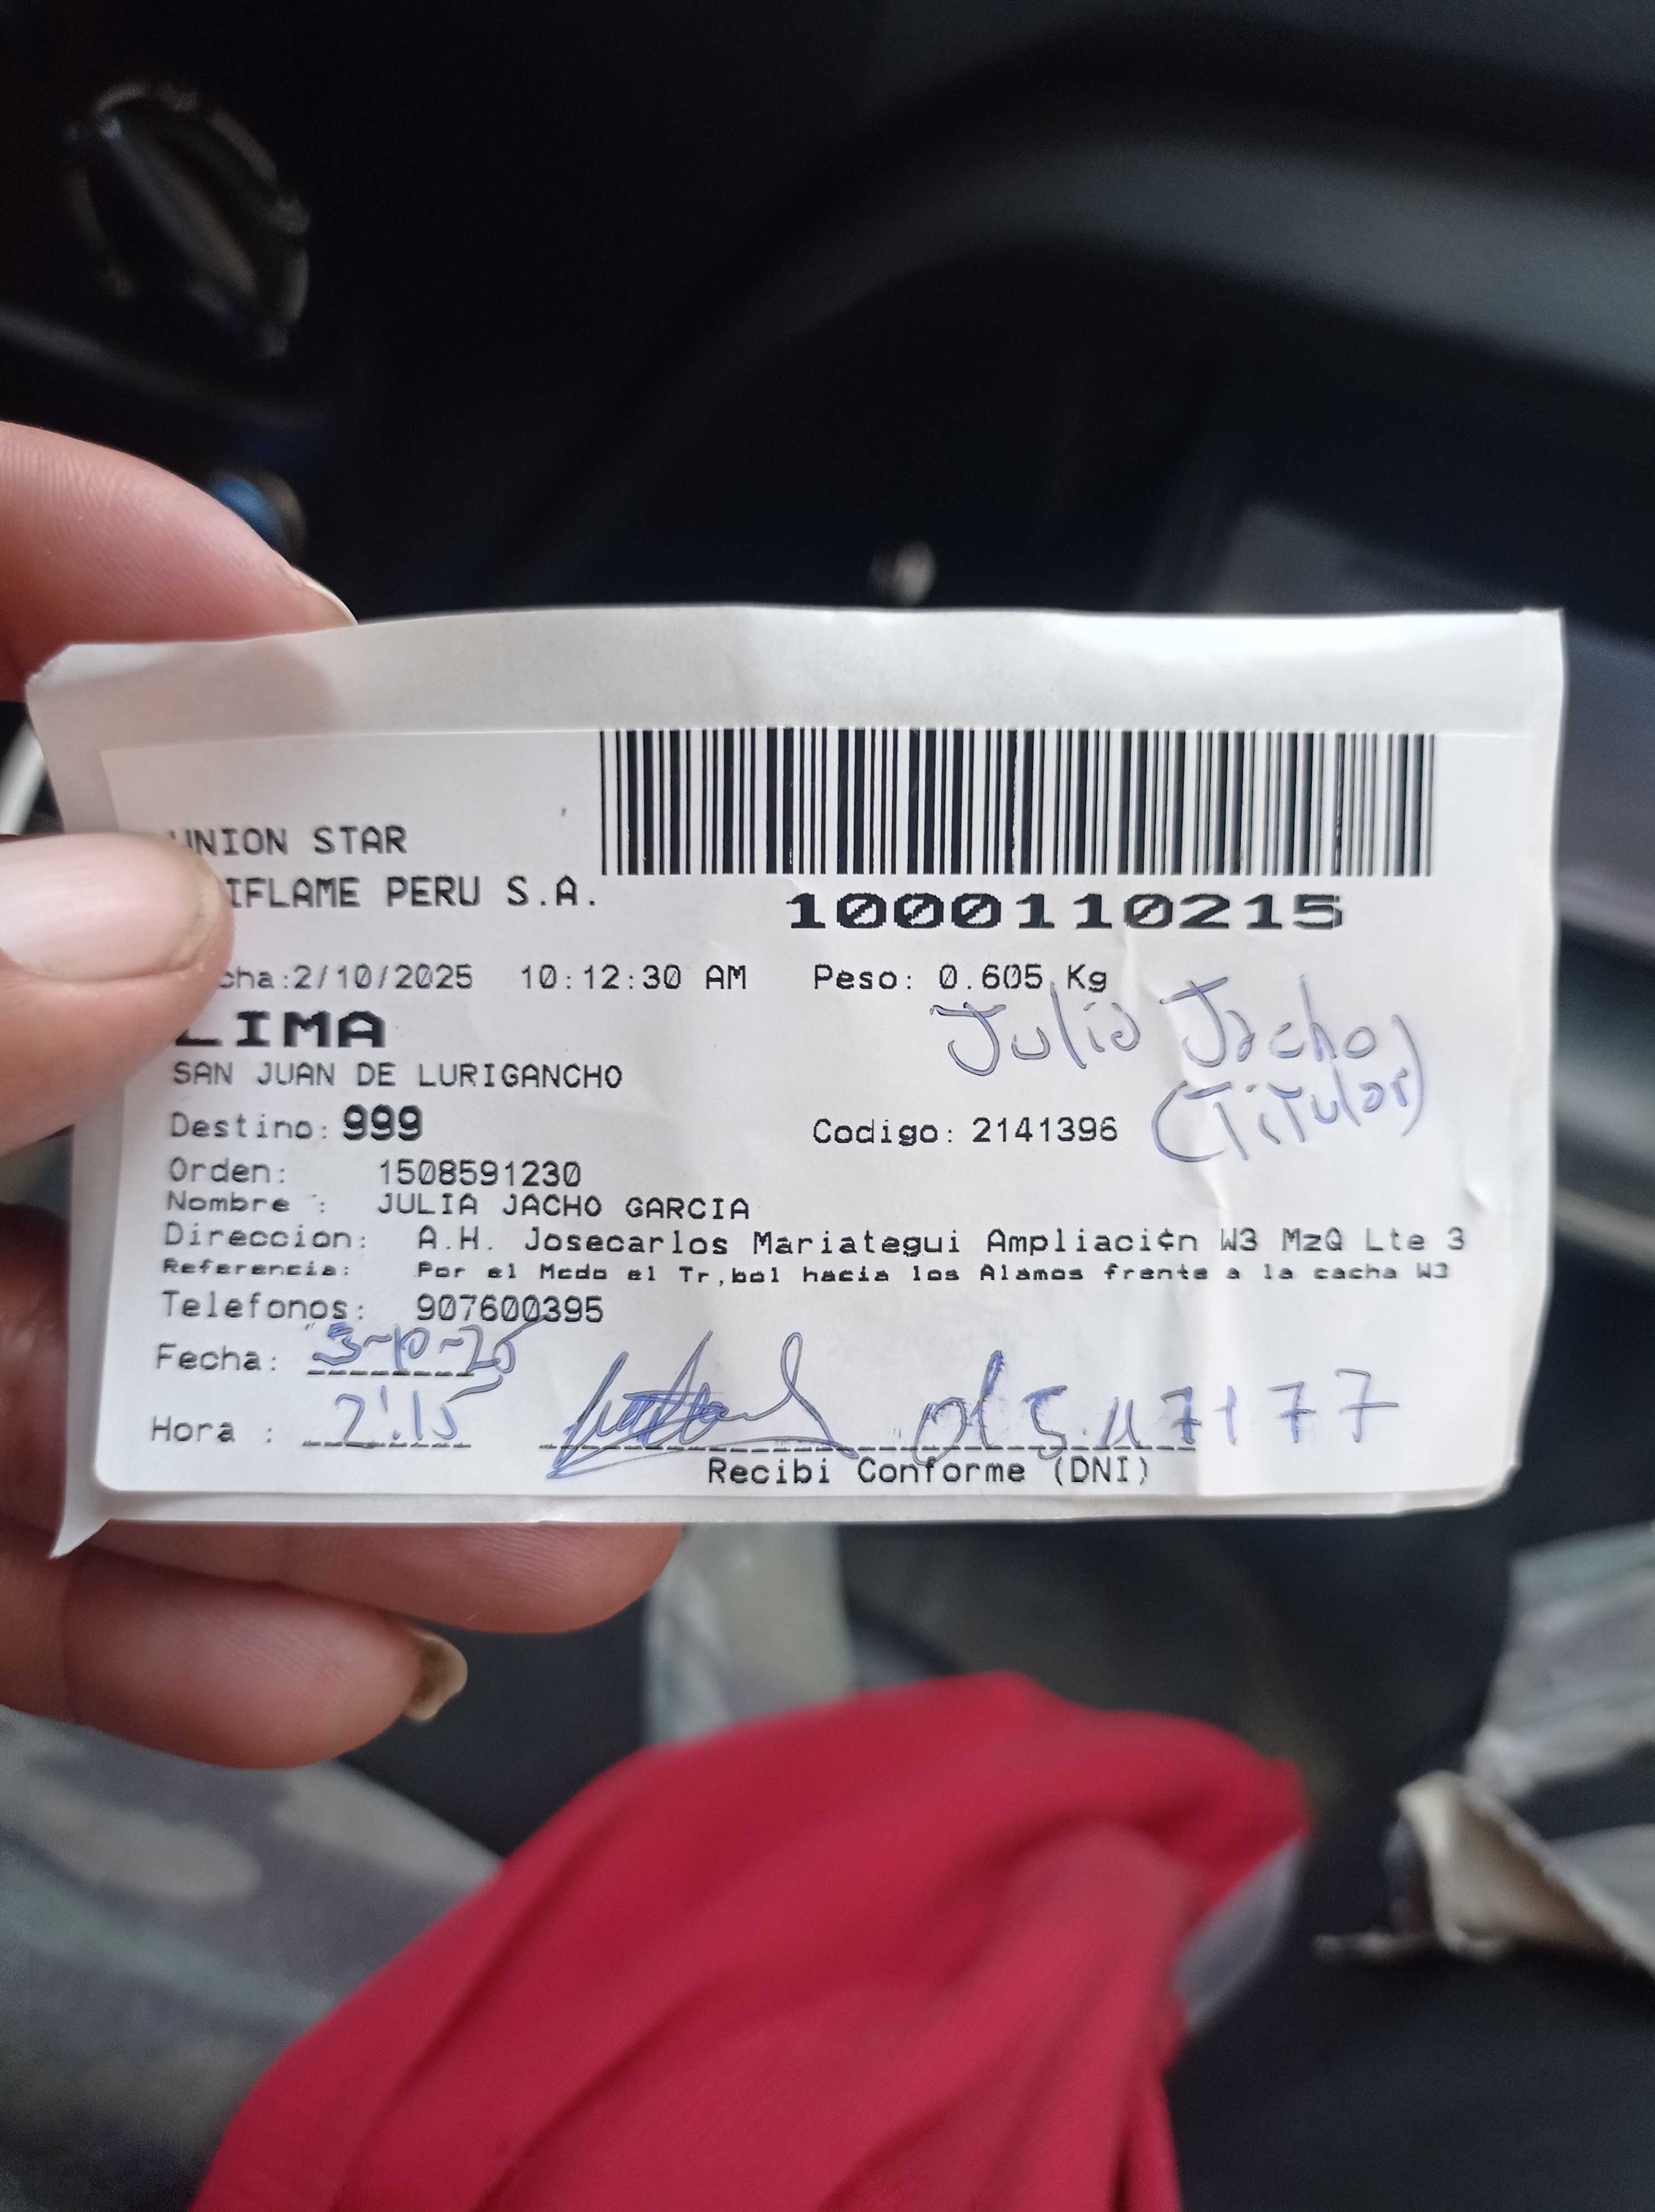 UNION STAR
IFLAME PERU S.A.
1000110215
cha:2/10/2025 10:12:30 AM Peso: 0.605 Kg
LIMA
Julia Jacho
SAN JUAN DE LURIGANCHO
(Titular)
Destino: 999 Codigo: 2141396
Orden: 1508591230
Nombre : JULIA JACHO GARCIA
Direccion: A.H. Josecarlos Mariategui Ampliaci¢n W3 MzQ Lte 3
Referencia: Por el Mcdo el Tr,bol hacia los Alamos frente a la cacha W3
Telefonos: 907600395
Fecha: 3-10-25
Hora : 2:15
Recibi Conforme (DNI)